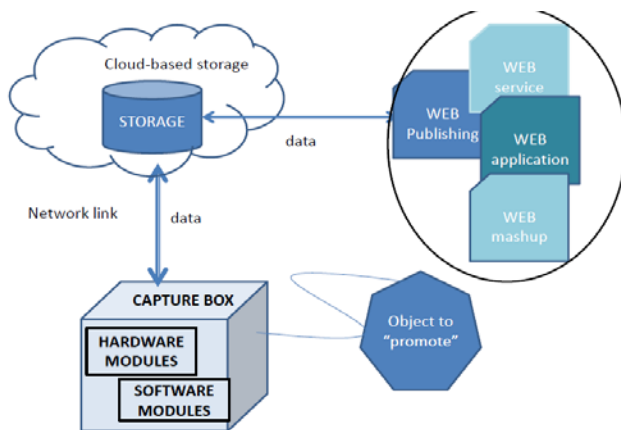 Cloud-based storage
STORAGE
data
WEB
service
WEB
Publishing
WEB
application
WEB
mashup
Network link
data
CAPTURE BOX
HARDWARE
MODULES
SOFTWARE
MODULES
Object to
“promote”